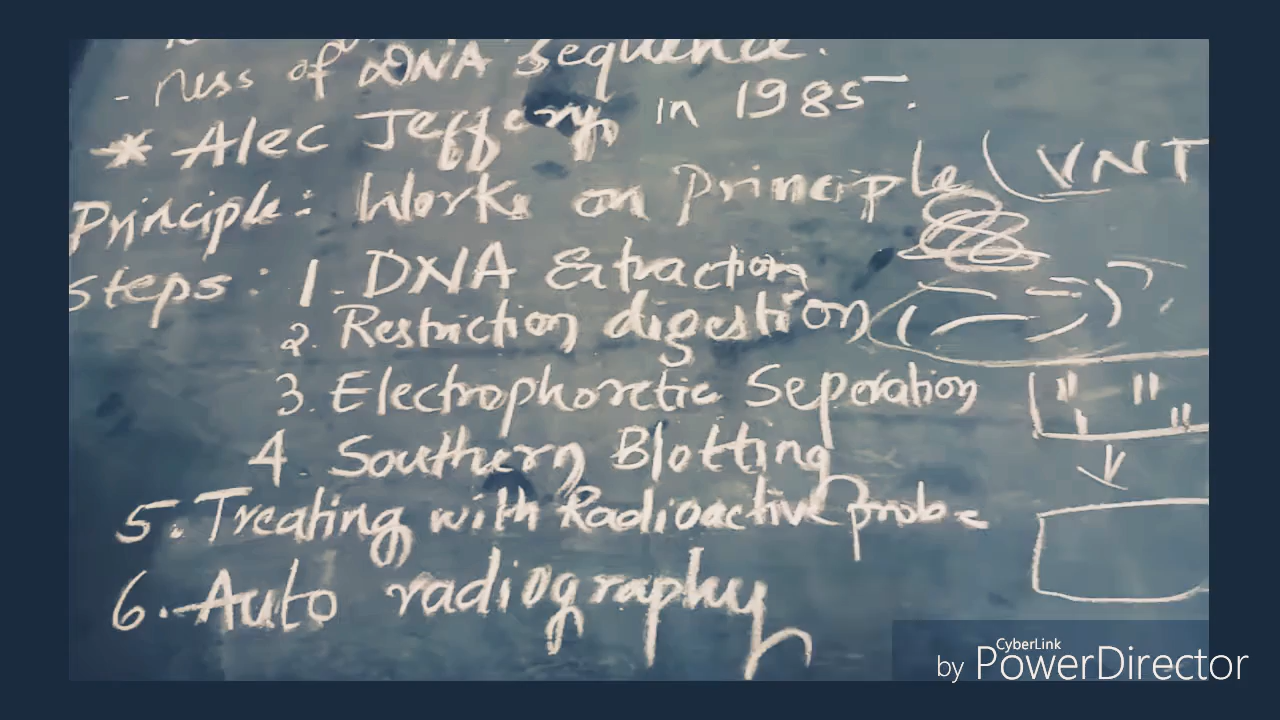 - ness of DNA Sequence.
* Alec Jeffery in 1985.
Principle: Works on Principle (VNT
Steps: 1. DNA Extraction
2. Restriction digestion
3. Electrophoretic Seperation
4 Southern Blotting
5. Treating with Radioactive probe
6. Auto radiography
CyberLink
by PowerDirector